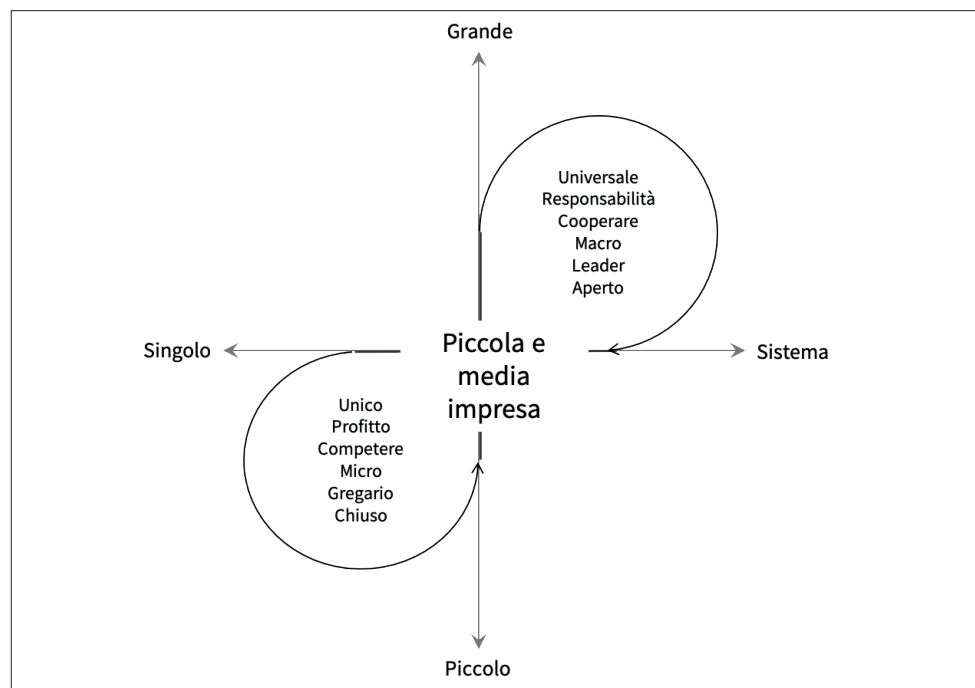 Grande
Universale
Responsabilità
Cooperare
Macro
Leader
Aperto
Singolo
Piccola e
media
impresa
Sistema
Unico
Profitto
Competere
Micro
Gregario
Chiuso
Piccolo